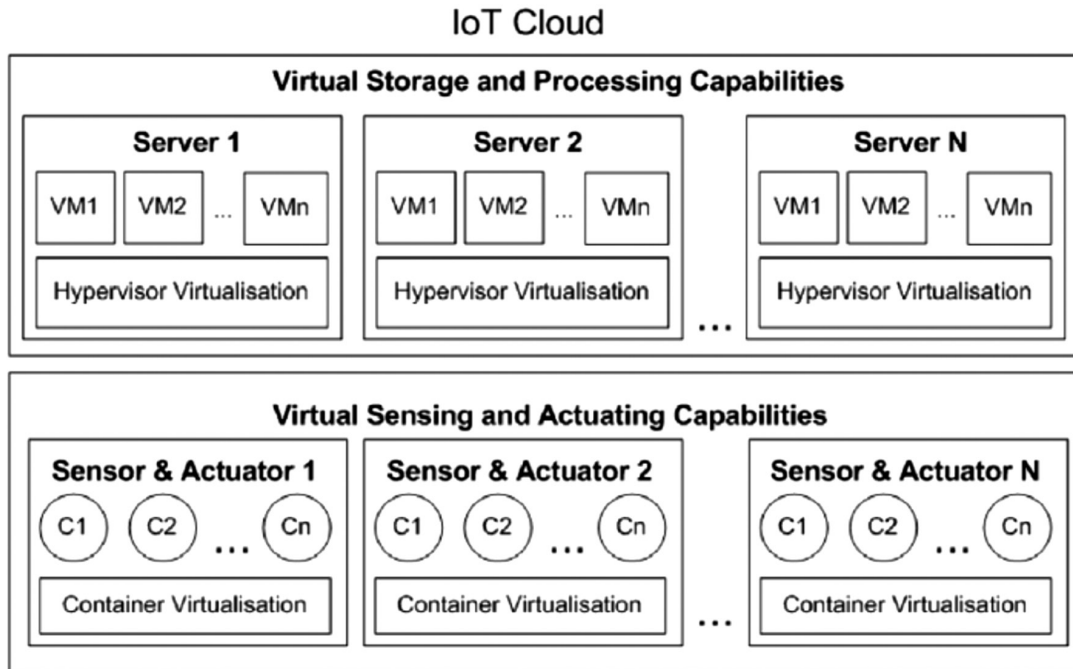 IoT Cloud
Virtual Storage and Processing Capabilities
Server 1
VM1 VM2 ... VMn
Hypervisor Virtualisation
Server 2
VM1 VM2 ... VMn
Hypervisor Virtualisation
...
Server N
VM1 VM2 ... VMn
Hypervisor Virtualisation
Virtual Sensing and Actuating Capabilities
Sensor & Actuator 1
C1 C2 ... Cn
Container Virtualisation
Sensor & Actuator 2
C1 C2 ... Cn
Container Virtualisation
...
Sensor & Actuator N
C1 C2 ... Cn
Container Virtualisation